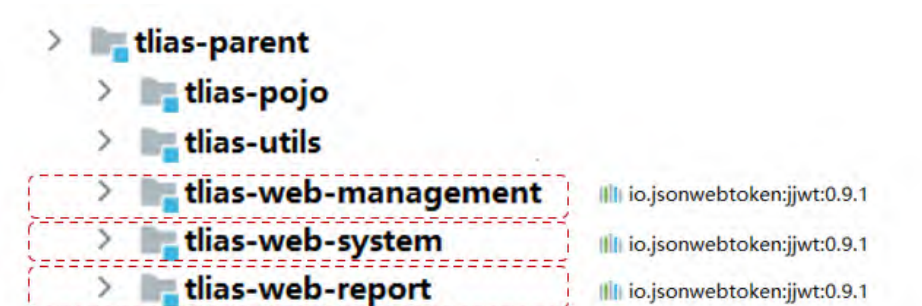 tlias-parent
tlias-pojo
tlias-utils
tlias-web-management io.jsonwebtoken:jjwt:0.9.1
tlias-web-system io.jsonwebtoken:jjwt:0.9.1
tlias-web-report io.jsonwebtoken:jjwt:0.9.1